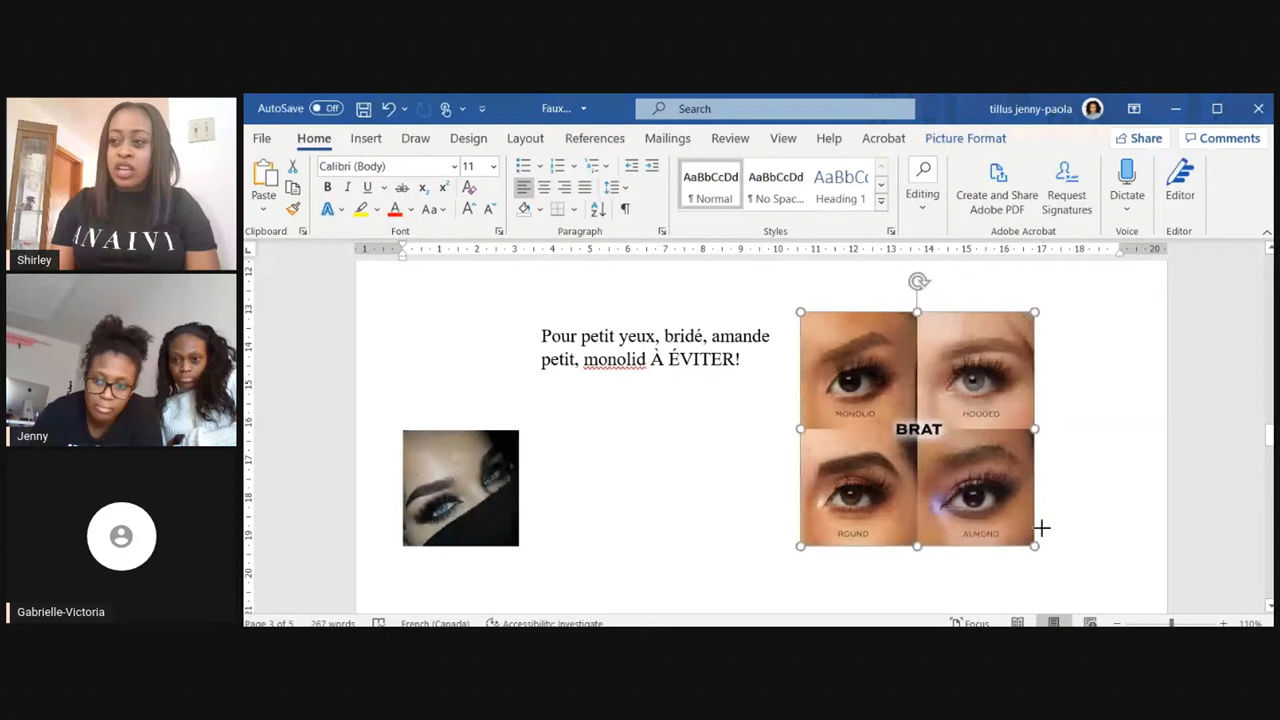 AutoSave
Off
Faux...
Search
tillus jenny-paola
File
Home
Insert
Draw
Design
Layout
References
Mailings
Review
View
Help
Acrobat
Picture Format
Share
Comments
Paste
Calibri (Body)
11
AaBbCcDd
¶ Normal
AaBbCcDd
¶ No Spac...
AaBbCc
Heading 1
Editing
Create and Share
Adobe PDF
Request
Signatures
Dictate
Editor
Clipboard
Font
Paragraph
Styles
Adobe Acrobat
Voice
Editor
ANAIVY
Shirley
Jenny
Gabrielle-Victoria
Pour petit yeux, bridé, amande
petit, monolid À ÉVITER!
MONOLID
HOODED
BRAT
ROUND
ALMOND
Page 3 of 5
267 words
French (Canada)
Accessibility: Investigate
Focus
110%